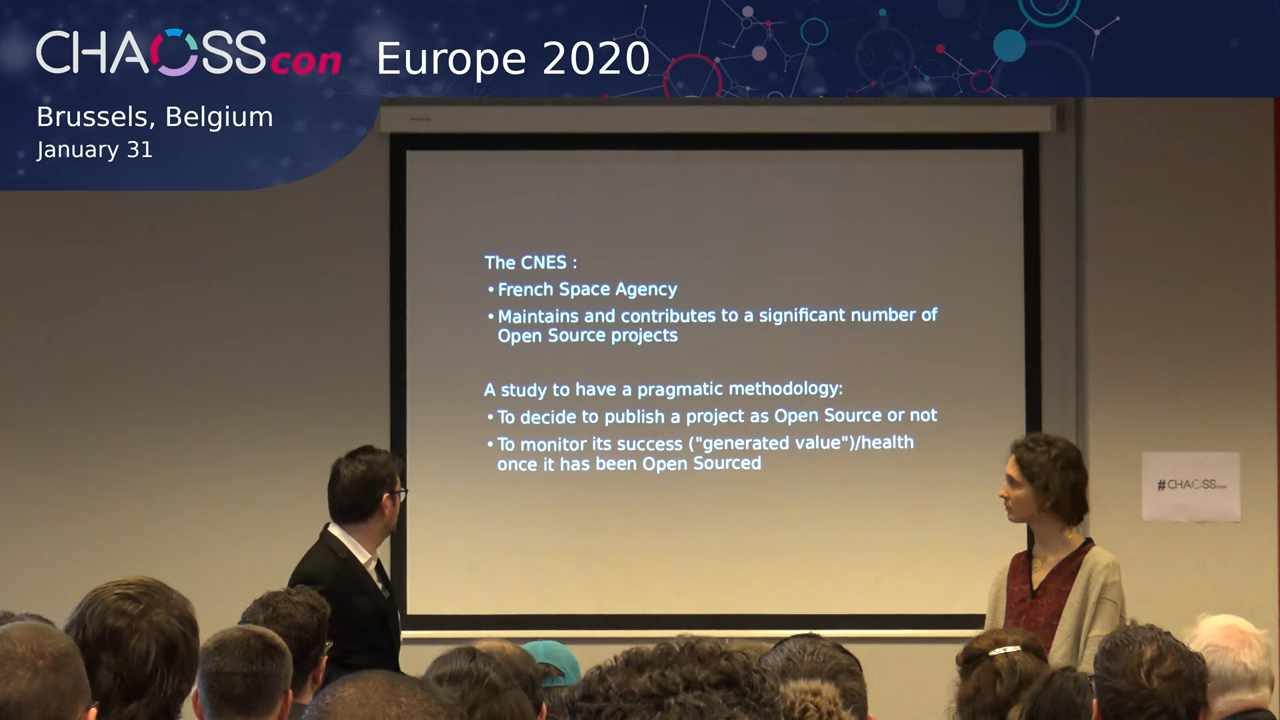 CHAOSScon Europe 2020
Brussels, Belgium
January 31
The CNES :
• French Space Agency
• Maintains and contributes to a significant number of
Open Source projects
A study to have a pragmatic methodology:
• To decide to publish a project as Open Source or not
• To monitor its success ("generated value")/health
once it has been Open Sourced
#CHAOSScon